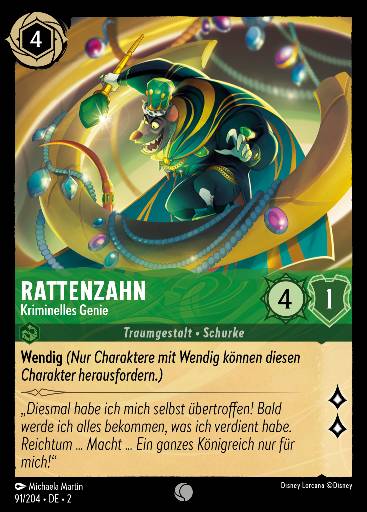 4
RATTENZAHN
Kriminelles Genie
4
1
Traumgestalt • Schurke
Wendig (Nur Charaktere mit Wendig können diesen
Charakter herausfordern.)
„Diesmal habe ich mich selbst übertroffen! Bald
werde ich alles bekommen, was ich verdient habe.
Reichtum ... Macht ... Ein ganzes Königreich nur für
mich!“
Michaela Martin
91/204 • DE • 2
Disney Lorcana ©Disney